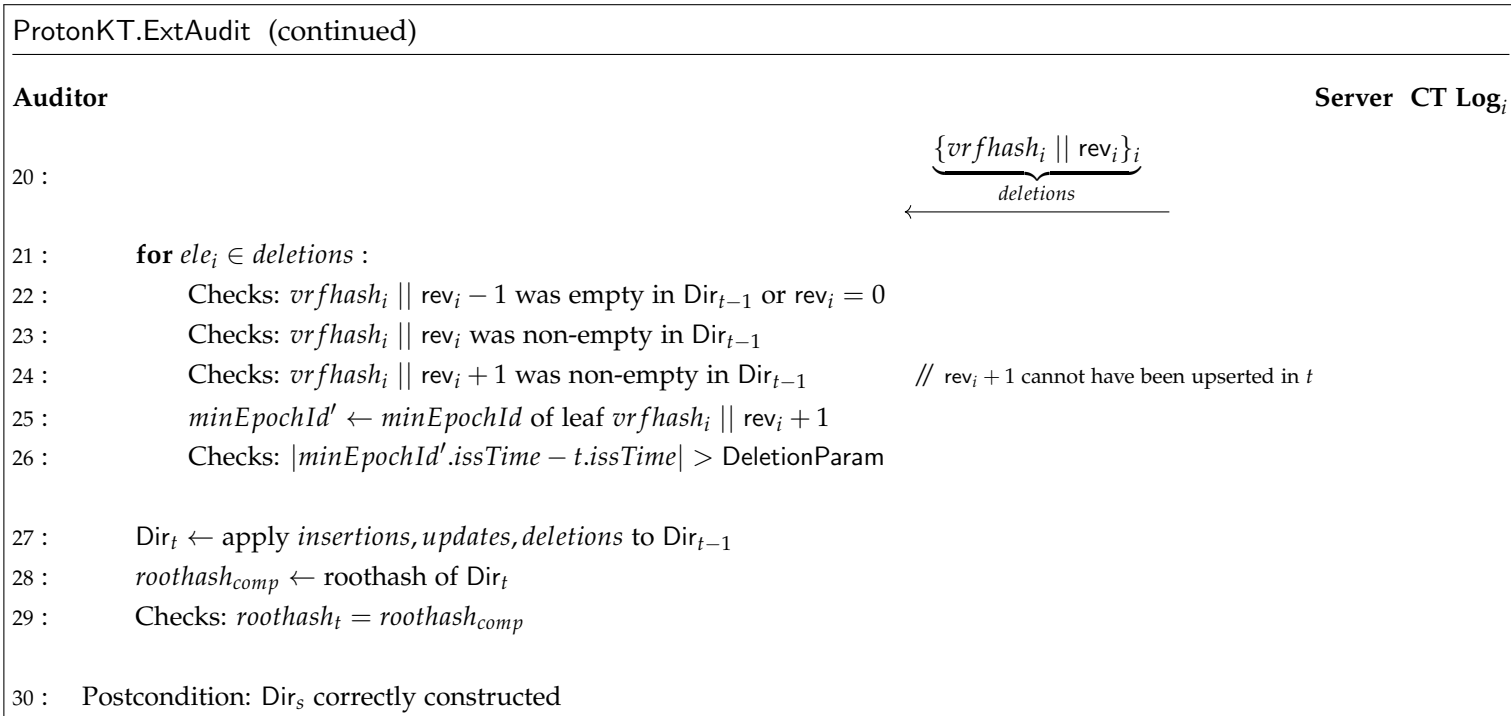 ProtonKT.ExtAudit (continued)
Auditor Server CT Log_i
20 : {vrfhash_i || rev_i}_i
deletions
21 : for ele_i ∈ deletions :
22 : Checks: vrfhash_i || rev_i − 1 was empty in Dir_{t−1} or rev_i = 0
23 : Checks: vrfhash_i || rev_i was non-empty in Dir_{t−1}
24 : Checks: vrfhash_i || rev_i + 1 was non-empty in Dir_{t−1} // rev_i + 1 cannot have been upserted in t
25 : minEpochId′ ← minEpochId of leaf vrfhash_i || rev_i + 1
26 : Checks: |minEpochId′.issTime − t.issTime| > DeletionParam
27 : Dir_t ← apply insertions, updates, deletions to Dir_{t−1}
28 : roothash_{comp} ← roothash of Dir_t
29 : Checks: roothash_t = roothash_{comp}
30 : Postcondition: Dir_s correctly constructed